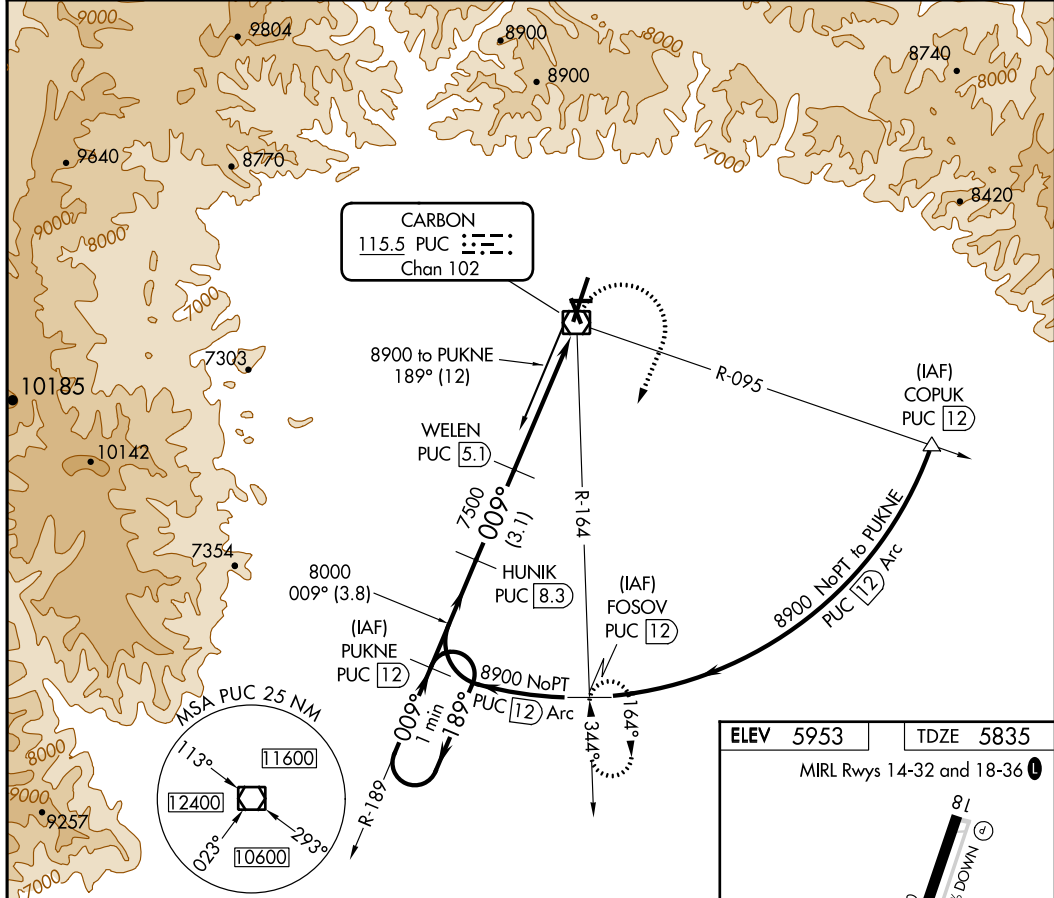 9804
8900
8000
8740
8900
8000
9000
9640
8770
7000
8420
9000
8000
CARBON
115.5 PUC
Chan 102
7000
7303
8900 to PUKNE
189° (12)
R-095
(IAF)
COPUK
PUC 12
10185
WELEN
PUC 5.1
10142
R-164
7500
009°
(3.1)
8900 NoPT to PUKNE
PUC 12 Arc
7354
8000
009° (3.8)
HUNIK
PUC 8.3
(IAF)
FOSOV
PUC 12
(IAF)
PUKNE
PUC 12
8900 NoPT
PUC 12 Arc
009°
1 min
189°
164°
344°
MSA PUC 25 NM
113°
11600
12400
023°
293°
10600
R-189
8000
9000
9257
7000
ELEV 5953
TDZE 5835
MIRL Rwys 14-32 and 18-36 L
18
P
DOWN